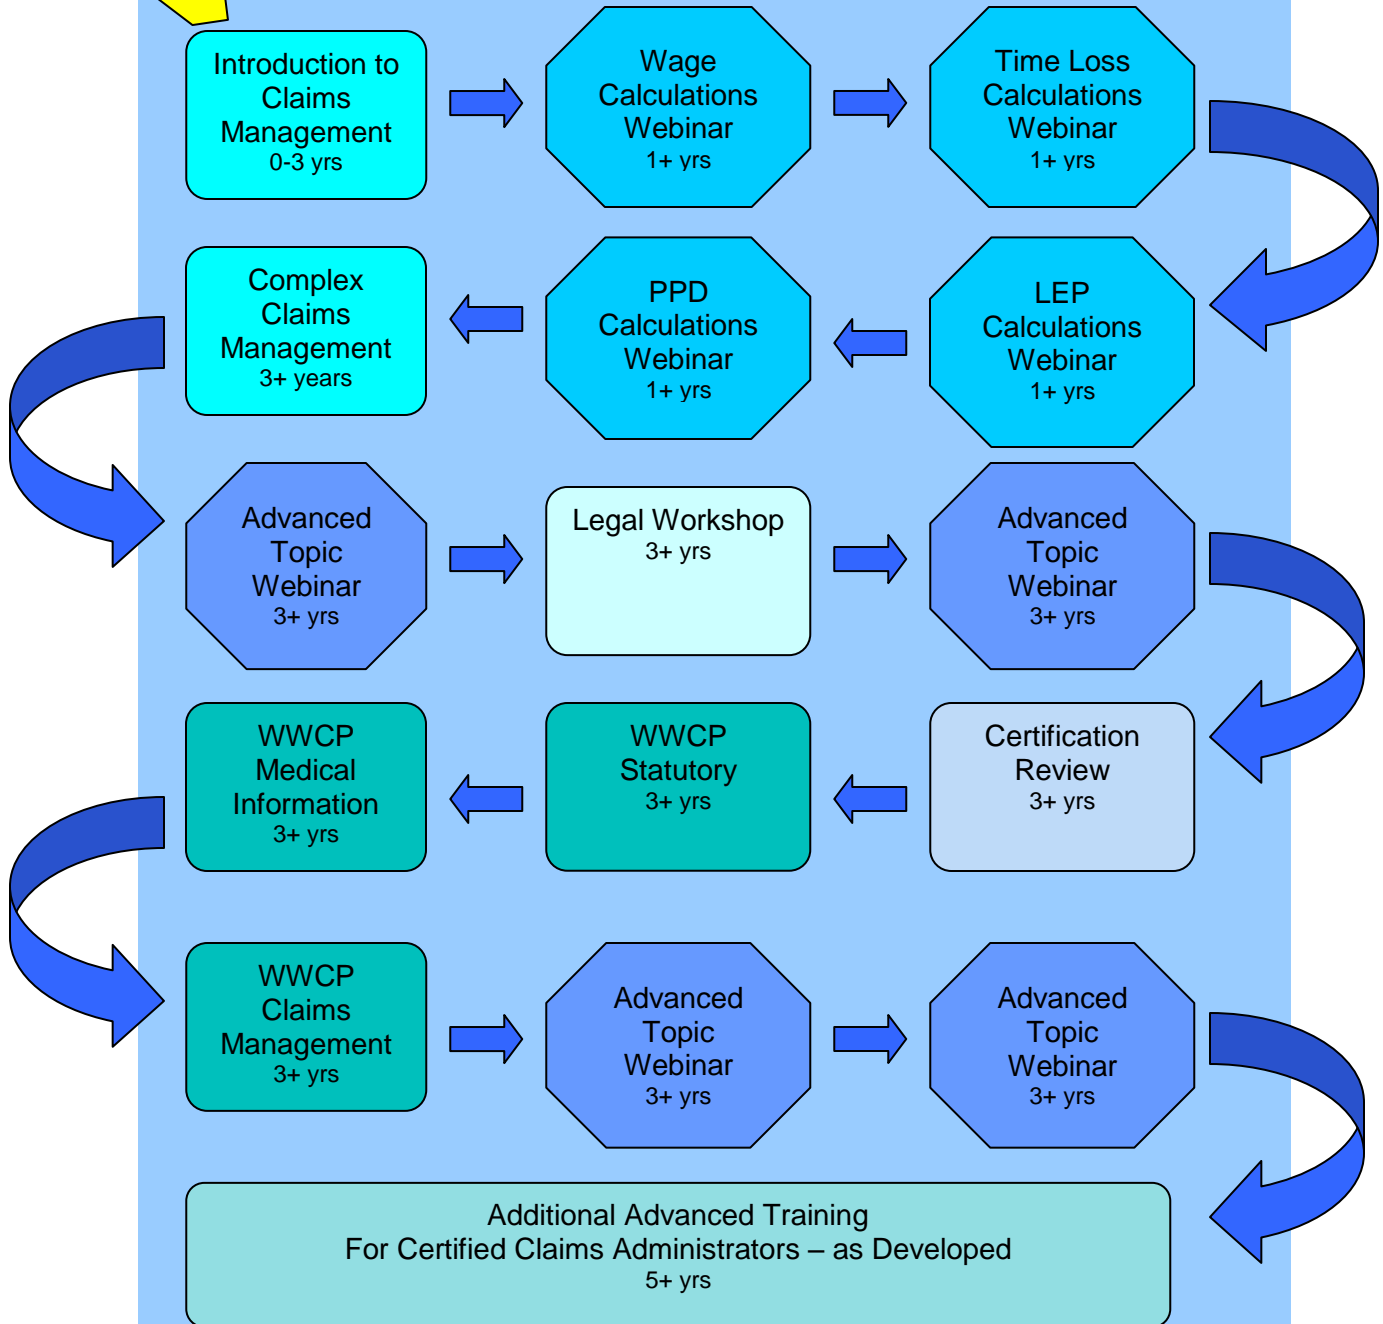 Introduction to
Claims
Management
0-3 yrs
Wage
Calculations
Webinar
1+ yrs
Time Loss
Calculations
Webinar
1+ yrs
Complex
Claims
Management
3+ years
PPD
Calculations
Webinar
1+ yrs
LEP
Calculations
Webinar
1+ yrs
Advanced
Topic
Webinar
3+ yrs
Legal Workshop
3+ yrs
Advanced
Topic
Webinar
3+ yrs
WWCP
Medical
Information
3+ yrs
WWCP
Statutory
3+ yrs
Certification
Review
3+ yrs
WWCP
Claims
Management
3+ yrs
Advanced
Topic
Webinar
3+ yrs
Advanced
Topic
Webinar
3+ yrs
Additional Advanced Training
For Certified Claims Administrators – as Developed
5+ yrs